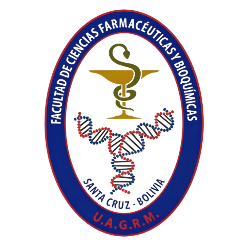 FACULTAD DE CIENCIAS FARMACÉUTICAS Y BIOQUÍMICAS
SANTA CRUZ - BOLIVIA
U.A.G.R.M.